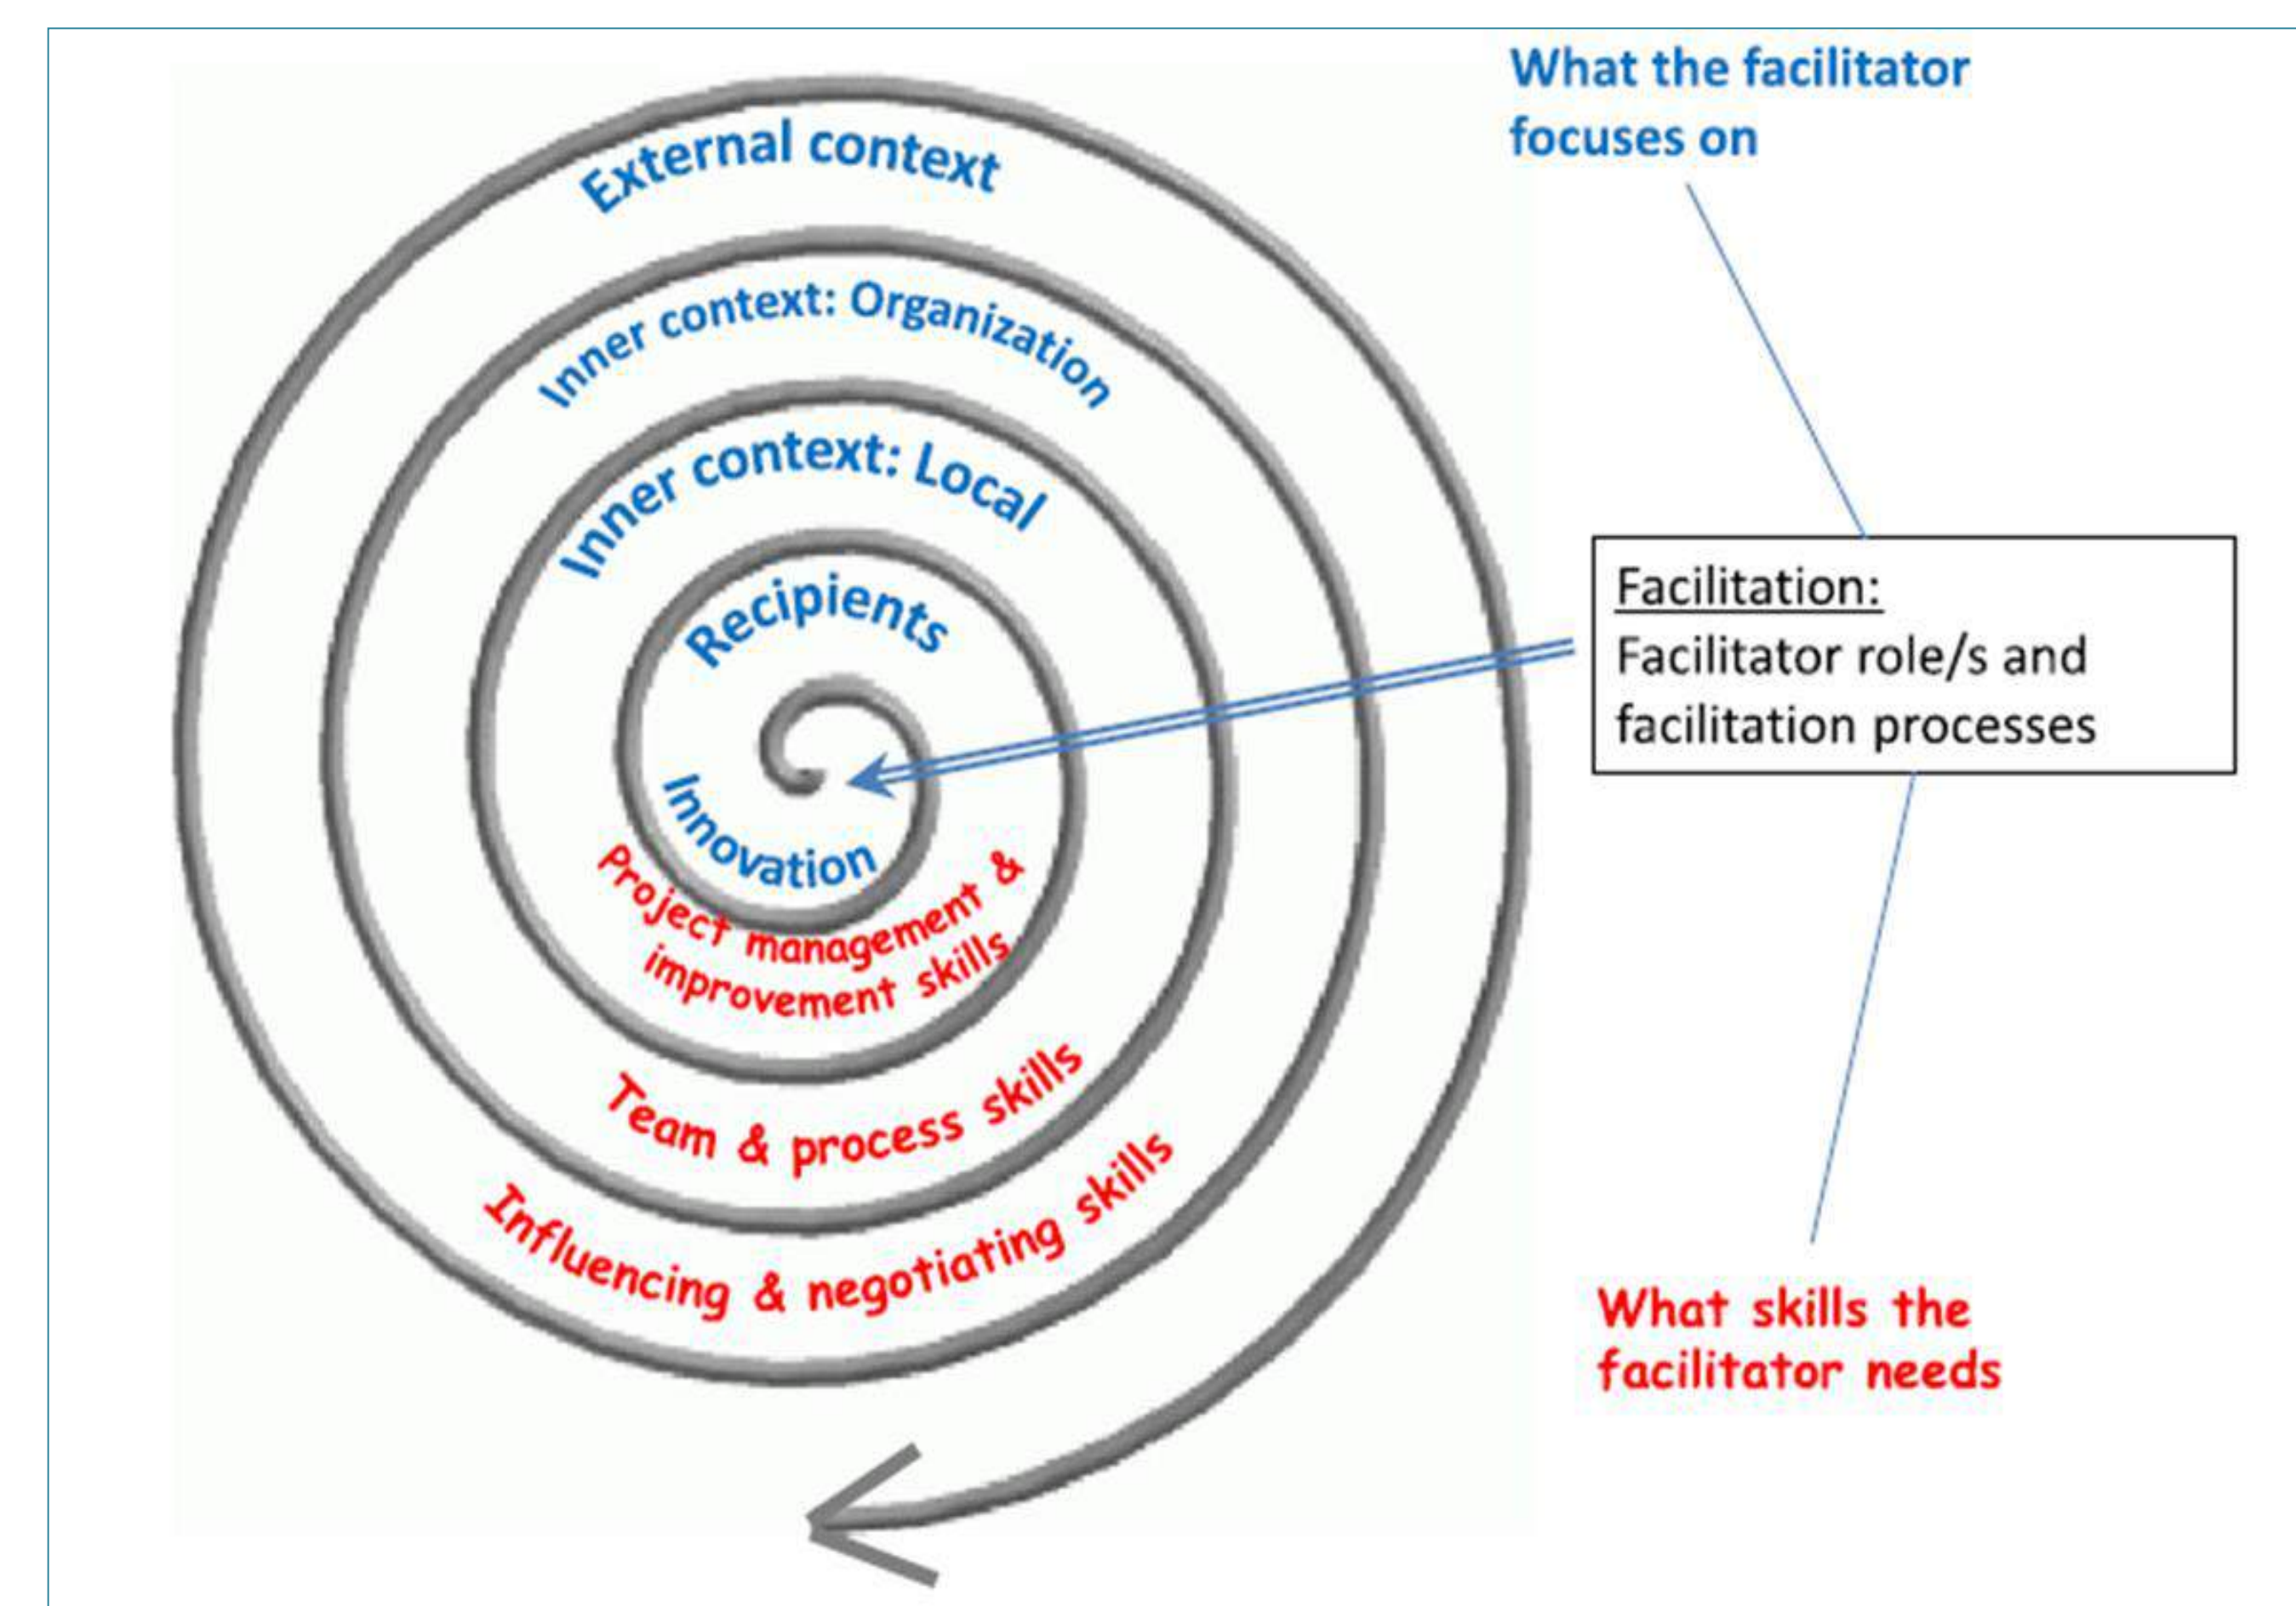 What the facilitator
focuses on
External context
Inner context: Organization
Inner context: Local
Recipients
Innovation
Project management &
improvement skills
Team & process skills
Influencing & negotiating skills
Facilitation:
Facilitator role/s and
facilitation processes
What skills the
facilitator needs